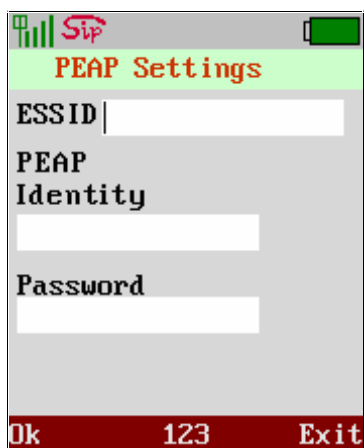 Sip
PEAP Settings
ESSID
PEAP
Identity
Password
Ok 123 Exit